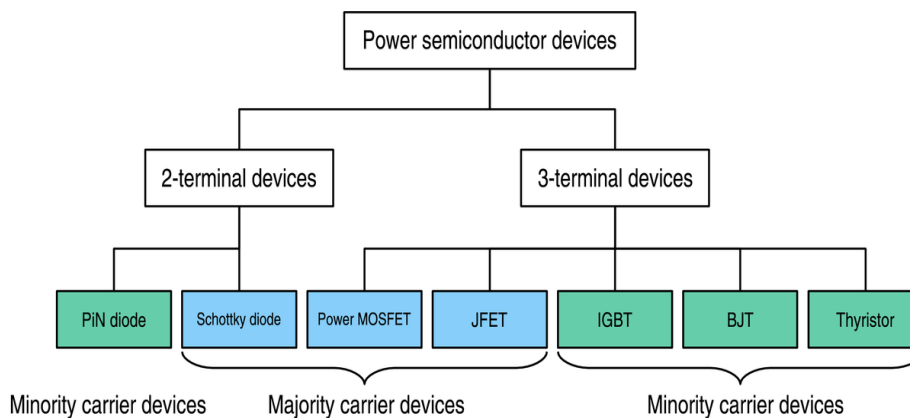 Power semiconductor devices
2-terminal devices
3-terminal devices
PiN diode
Schottky diode
Power MOSFET
JFET
IGBT
BJT
Thyristor
Minority carrier devices
Majority carrier devices
Minority carrier devices